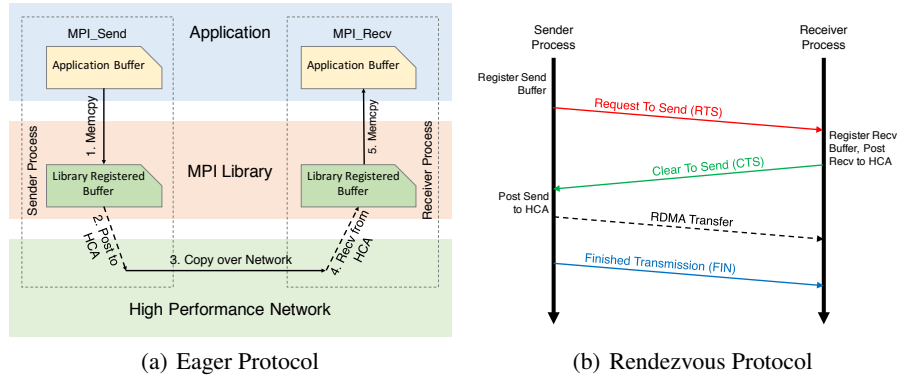 MPI_Send
Application
MPI_Recv
Application Buffer
Application Buffer
1. Memcpy
5. Memcpy
Sender Process
MPI Library
Receiver Process
Library Registered
Buffer
Library Registered
Buffer
2. Post to
HCA
3. Copy over Network
4. Recv from
HCA
High Performance Network
(a) Eager Protocol
Sender
Process
Receiver
Process
Register Send
Buffer
Request To Send (RTS)
Register Recv
Buffer, Post
Recv to HCA
Clear To Send (CTS)
Post Send
to HCA
RDMA Transfer
Finished Transmission (FIN)
(b) Rendezvous Protocol